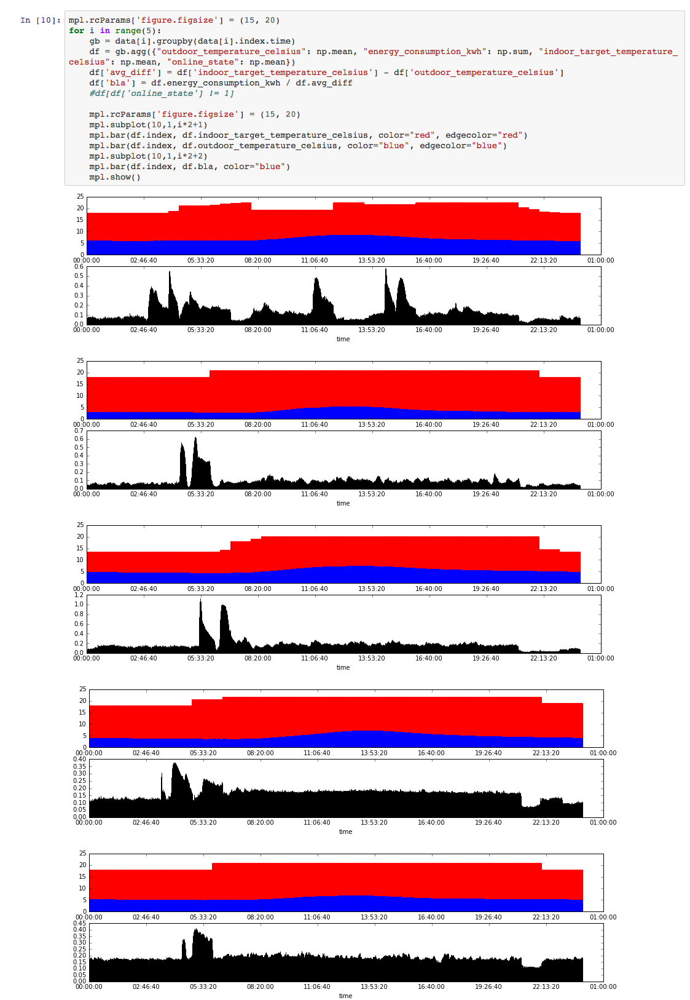 In [10]: mpl.rcParams['figure.figsize'] = (15, 20)
for i in range(5):
    gb = data[i].groupby(data[i].index.time)
    df = gb.agg({"outdoor_temperature_celsius": np.mean, "energy_consumption_kwh": np.sum, "indoor_target_temperature_
celsius": np.mean, "online_state": np.mean})
    df['avg_diff'] = df['indoor_target_temperature_celsius'] - df['outdoor_temperature_celsius']
    df['bla'] = df.energy_consumption_kwh / df.avg_diff
    #df[df['online_state'] != 1]
    mpl.rcParams['figure.figsize'] = (15, 20)
    mpl.subplot(10,1,i*2+1)
    mpl.bar(df.index, df.indoor_target_temperature_celsius, color="red", edgecolor="red")
    mpl.bar(df.index, df.outdoor_temperature_celsius, color="blue", edgecolor="blue")
    mpl.subplot(10,1,i*2+2)
    mpl.bar(df.index, df.bla, color="blue")
    mpl.show()
25
20
15
10
5
0
00:00:00 02:46:40 05:33:20 08:20:00 11:06:40 13:53:20 16:40:00 19:26:40 22:13:20 01:00:00
0.6
0.5
0.4
0.3
0.2
0.1
0.0
00:00:00 02:46:40 05:33:20 08:20:00 11:06:40 13:53:20 16:40:00 19:26:40 22:13:20 01:00:00
time
25
20
15
10
5
0
00:00:00 02:46:40 05:33:20 08:20:00 11:06:40 13:53:20 16:40:00 19:26:40 22:13:20 01:00:00
0.7
0.6
0.5
0.4
0.3
0.2
0.1
0.0
00:00:00 02:46:40 05:33:20 08:20:00 11:06:40 13:53:20 16:40:00 19:26:40 22:13:20 01:00:00
time
25
20
15
10
5
0
00:00:00 02:46:40 05:33:20 08:20:00 11:06:40 13:53:20 16:40:00 19:26:40 22:13:20 01:00:00
1.2
1.0
0.8
0.6
0.4
0.2
0.0
00:00:00 02:46:40 05:33:20 08:20:00 11:06:40 13:53:20 16:40:00 19:26:40 22:13:20 01:00:00
time
25
20
15
10
5
0
00:00:00 02:46:40 05:33:20 08:20:00 11:06:40 13:53:20 16:40:00 19:26:40 22:13:20 01:00:00
0.40
0.35
0.30
0.25
0.20
0.15
0.10
0.05
0.00
00:00:00 02:46:40 05:33:20 08:20:00 11:06:40 13:53:20 16:40:00 19:26:40 22:13:20 01:00:00
time
25
20
15
10
5
0
00:00:00 02:46:40 05:33:20 08:20:00 11:06:40 13:53:20 16:40:00 19:26:40 22:13:20 01:00:00
0.45
0.40
0.35
0.30
0.25
0.20
0.15
0.10
0.05
0.00
00:00:00 02:46:40 05:33:20 08:20:00 11:06:40 13:53:20 16:40:00 19:26:40 22:13:20 01:00:00
time